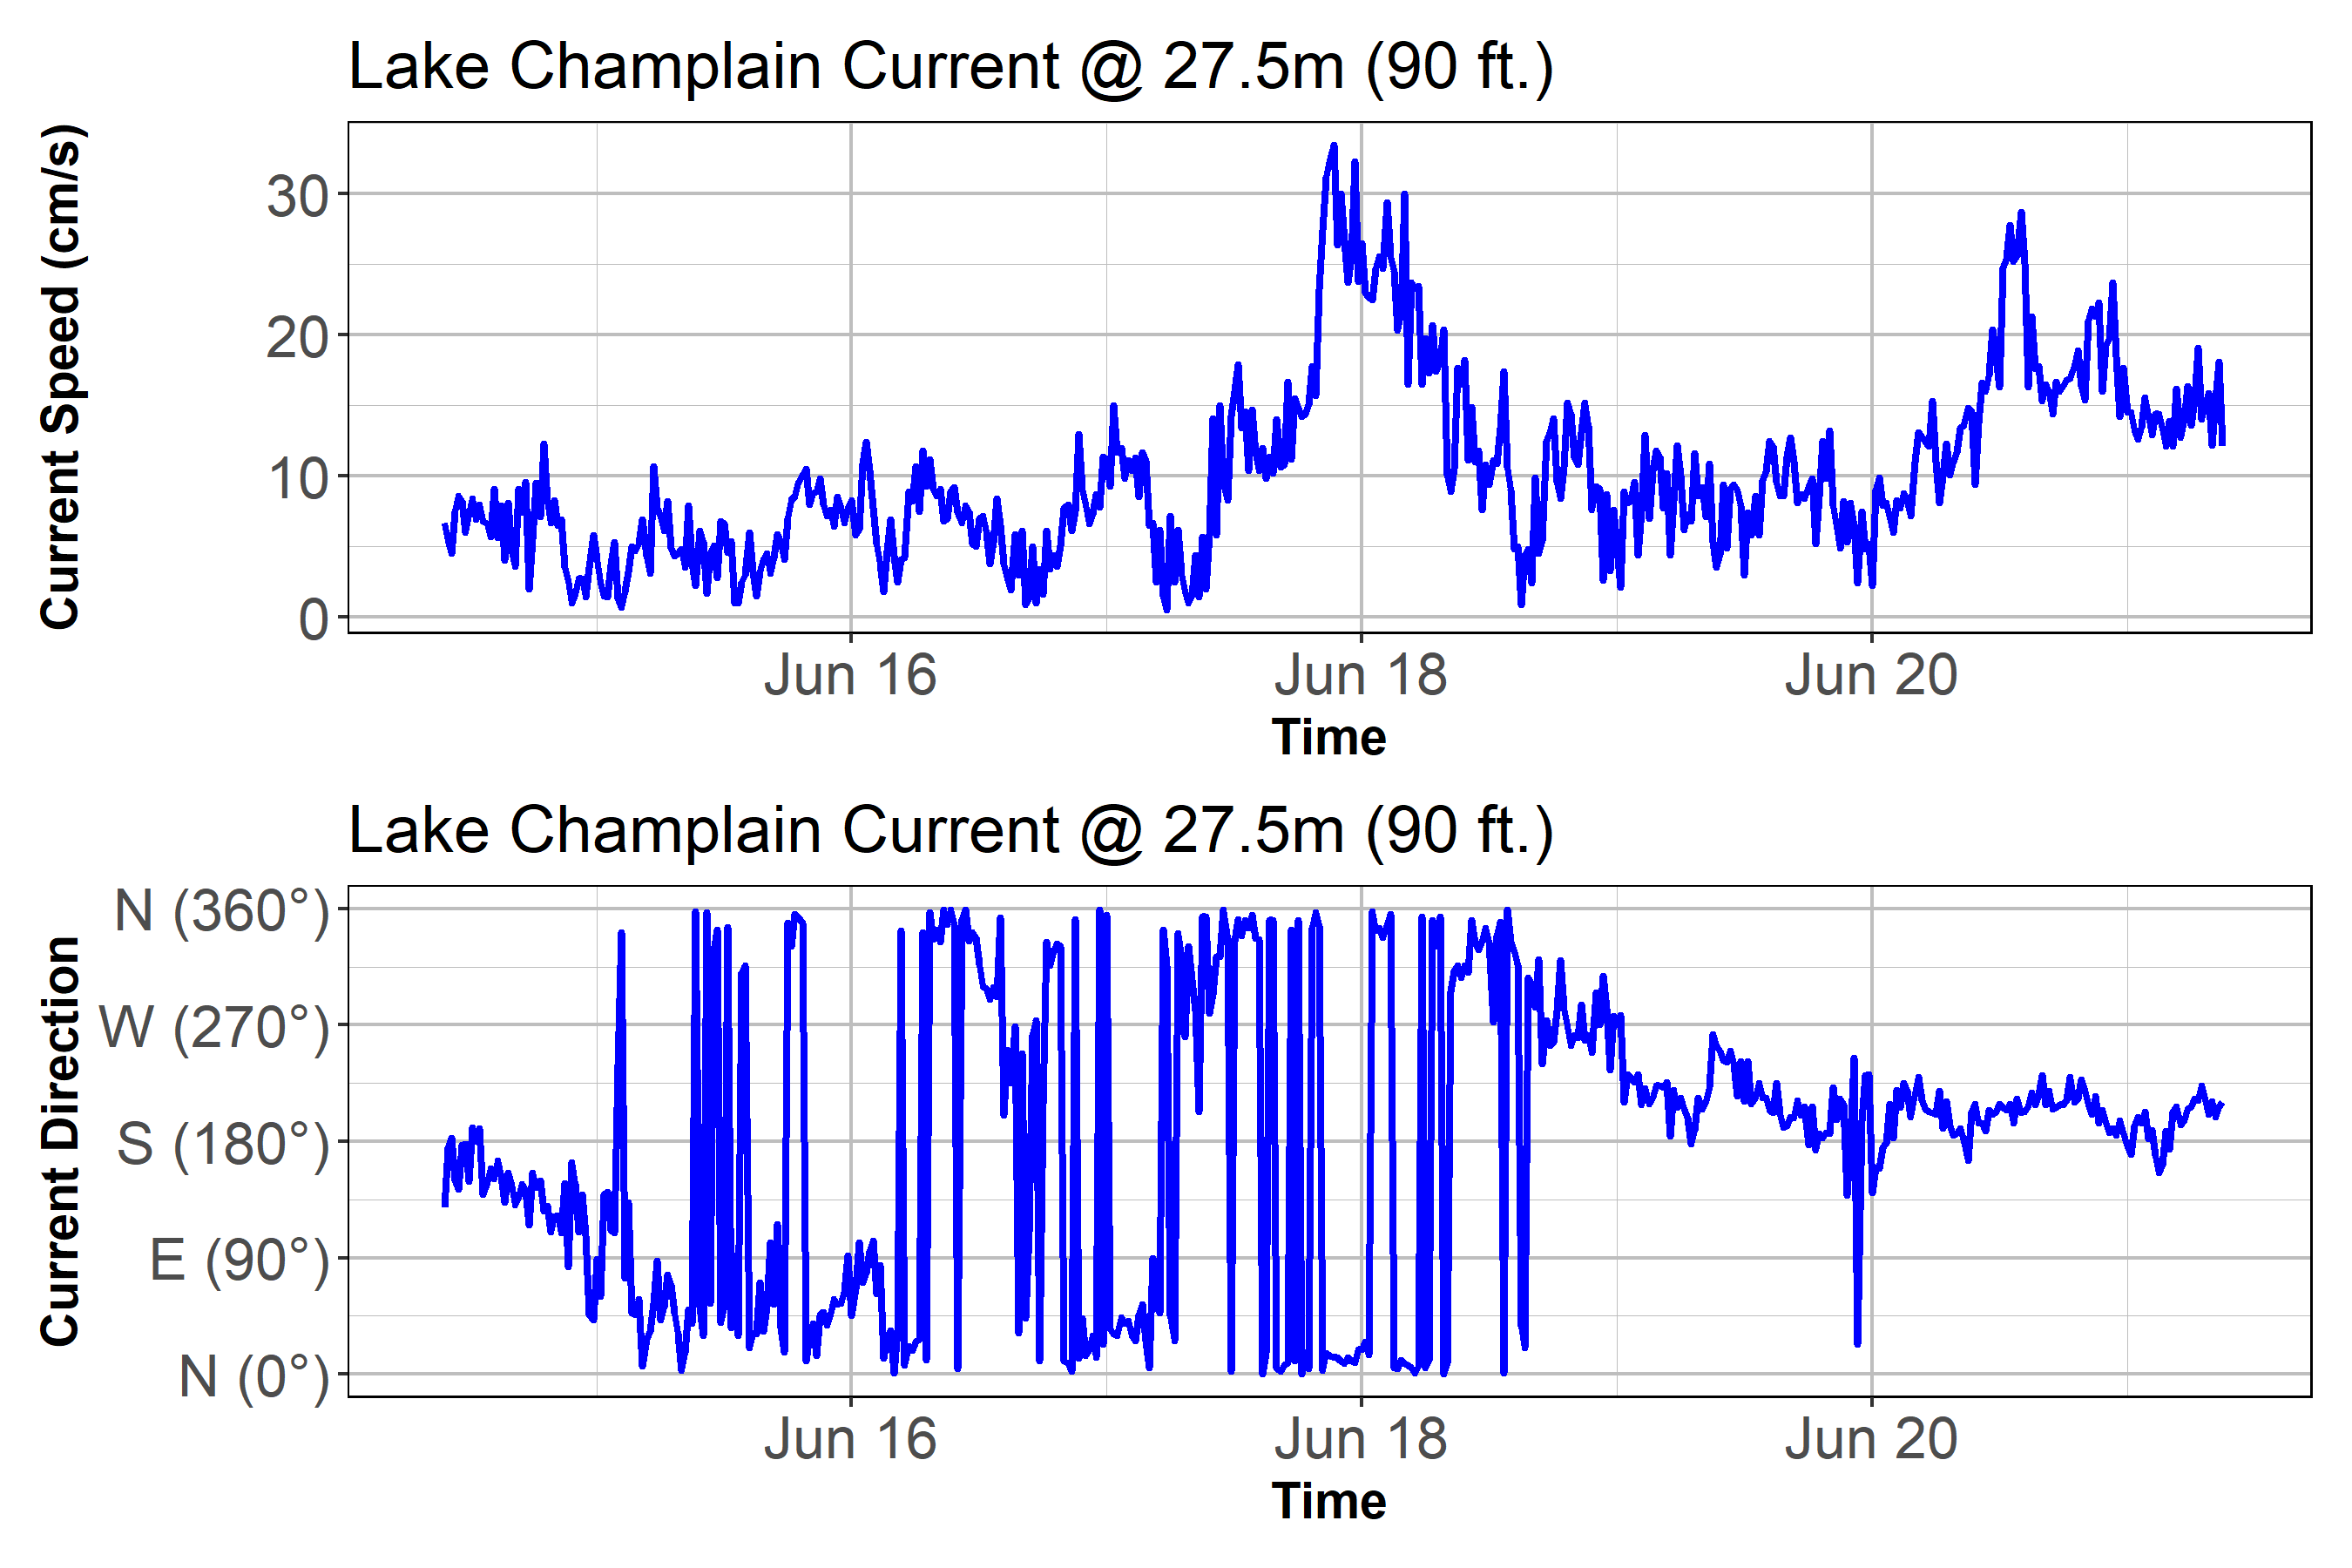 Lake Champlain Current @ 27.5m (90 ft.)
Current Speed (cm/s)
30
20
10
0
Jun 16 Jun 18 Jun 20
Time
Lake Champlain Current @ 27.5m (90 ft.)
Current Direction
N (360°)
W (270°)
S (180°)
E (90°)
N (0°)
Jun 16 Jun 18 Jun 20
Time